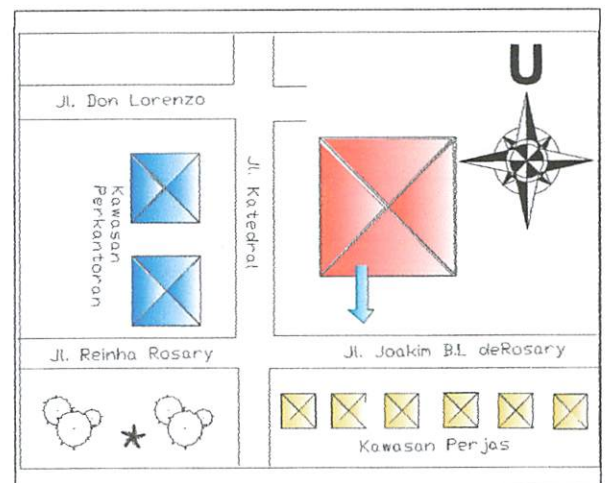 U
Jl. Don Lorenzo
Jl. Katedral
Kawasan
Perkantoran
Jl. Reinha Rosary
Jl. Joakim B.L. deRosary
Kawasan Perjas